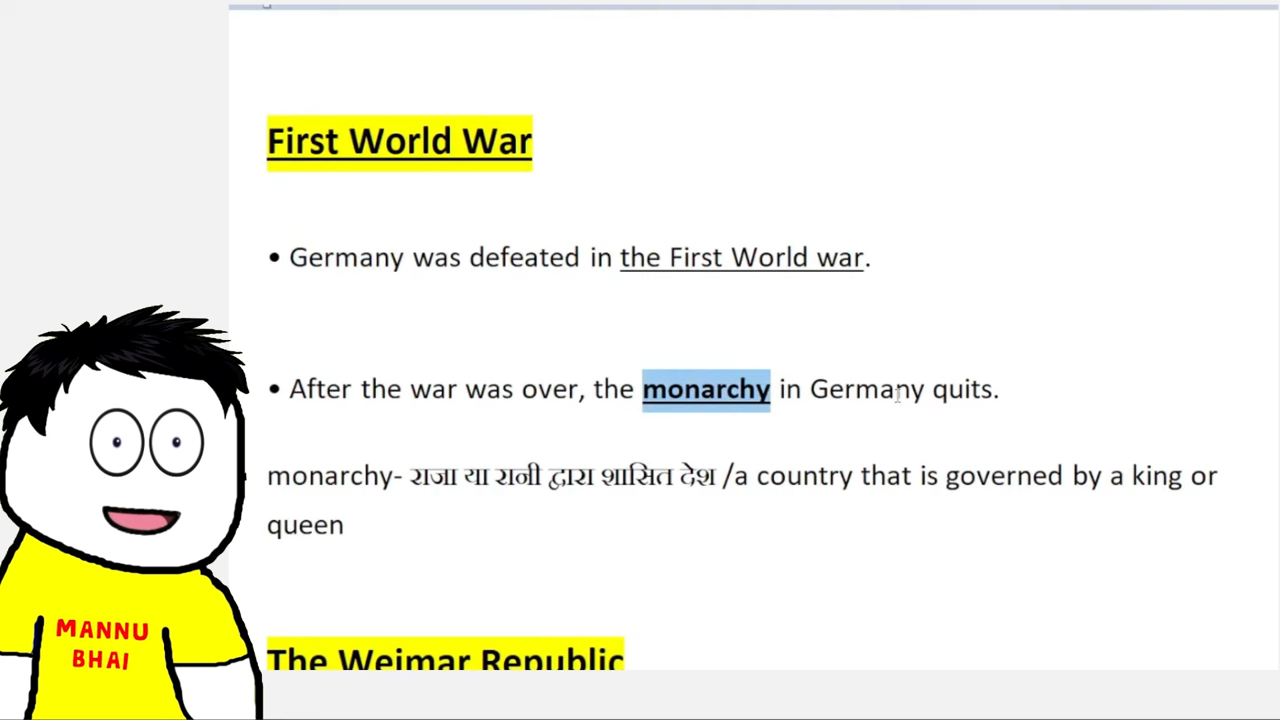 First World War
• Germany was defeated in the First World war.
• After the war was over, the monarchy in Germany quits.
monarchy- राजा या रानी द्वारा शासित देश /a country that is governed by a king or
queen
The Weimar Republic
MANNU
BHAI